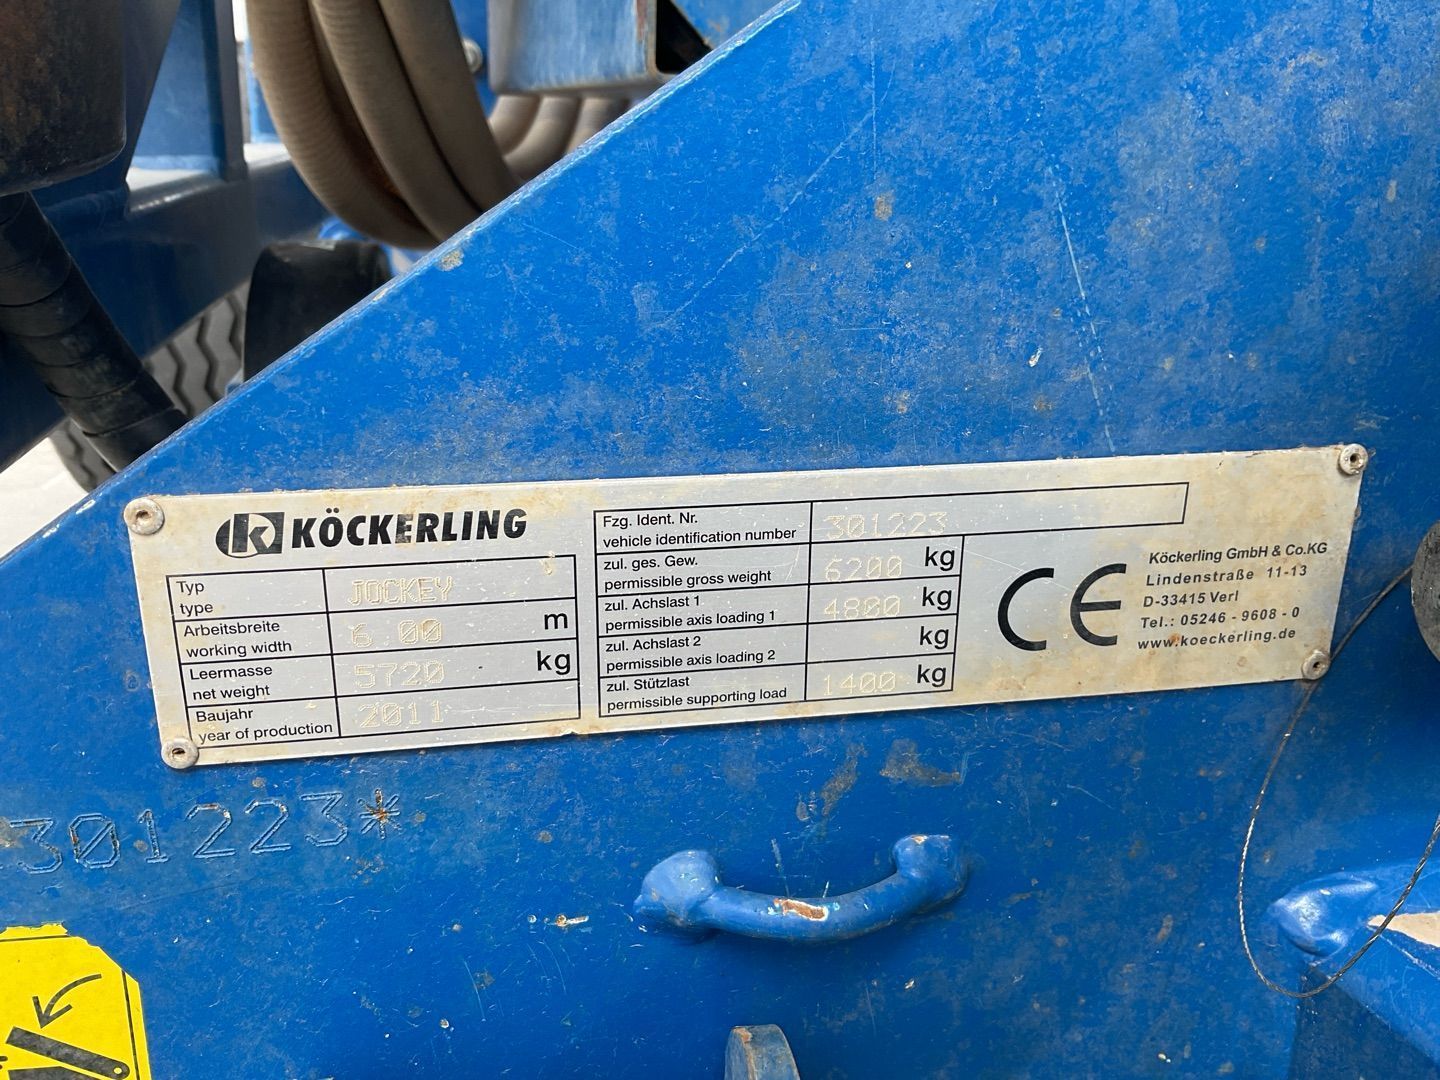 KÖCKERLING
Typ
type
JOCKEY
Arbeitsbreite
working width
6.00 m
Leermasse
net weight
5720 kg
Baujahr
year of production
2011
Fzg. Ident. Nr.
vehicle identification number
301223
zul. ges. Gew.
permissible gross weight
6200 kg
zul. Achslast 1
permissible axis loading 1
4800 kg
zul. Achslast 2
permissible axis loading 2
kg
zul. Stützlast
permissible supporting load
1400 kg
CE
Köckerling GmbH & Co.KG
Lindenstraße 11-13
D-33415 Verl
Tel.: 05246 - 9608 - 0
www.koeckerling.de
301223*